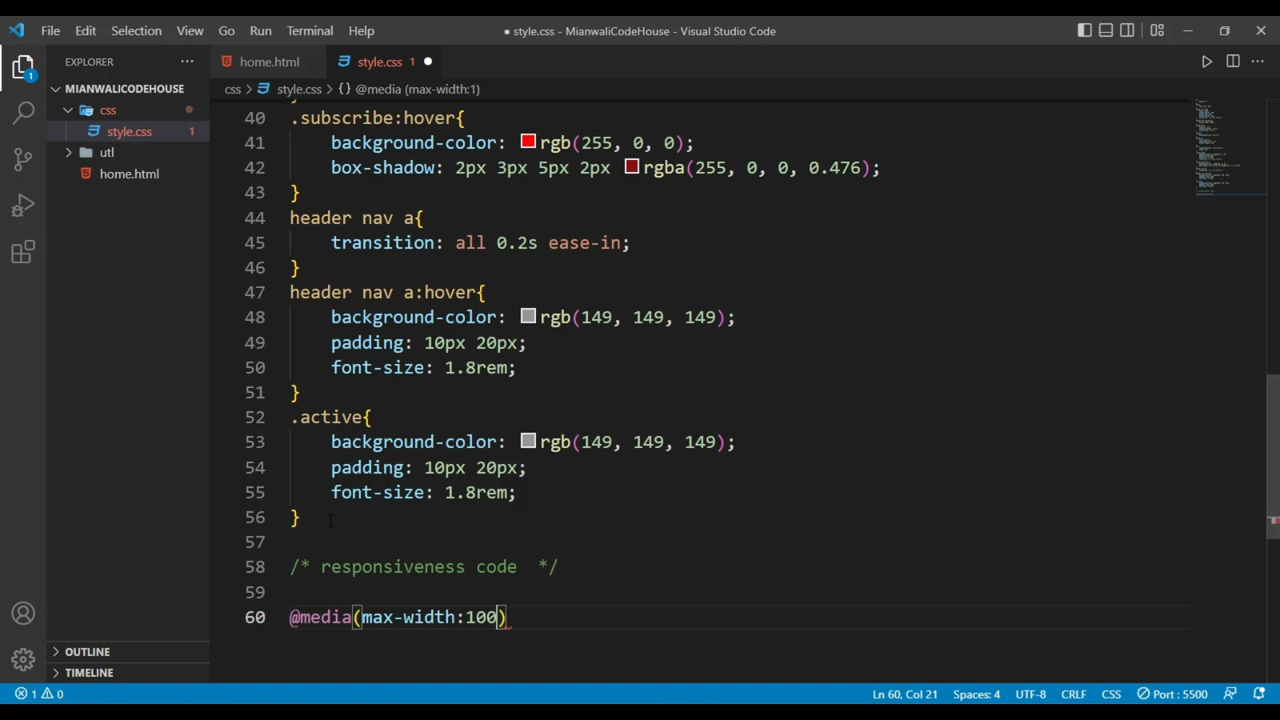 File Edit Selection View Go Run Terminal Help
● style.css - MianwaliCodeHouse - Visual Studio Code
EXPLORER
MIANWALICODEHOUSE
css
style.css 1
utl
home.html
OUTLINE
TIMELINE
1
home.html
style.css 1
css > style.css > {} @media (max-width:1)
40 .subscribe:hover{
41 background-color: rgb(255, 0, 0);
42 box-shadow: 2px 3px 5px 2px rgba(255, 0, 0, 0.476);
43 }
44 header nav a{
45 transition: all 0.2s ease-in;
46 }
47 header nav a:hover{
48 background-color: rgb(149, 149, 149);
49 padding: 10px 20px;
50 font-size: 1.8rem;
51 }
52 .active{
53 background-color: rgb(149, 149, 149);
54 padding: 10px 20px;
55 font-size: 1.8rem;
56 }
57
58 /* responsiveness code  */
59
60 @media(max-width:100)
1 0 Ln 60, Col 21 Spaces: 4 UTF-8 CRLF CSS Port : 5500